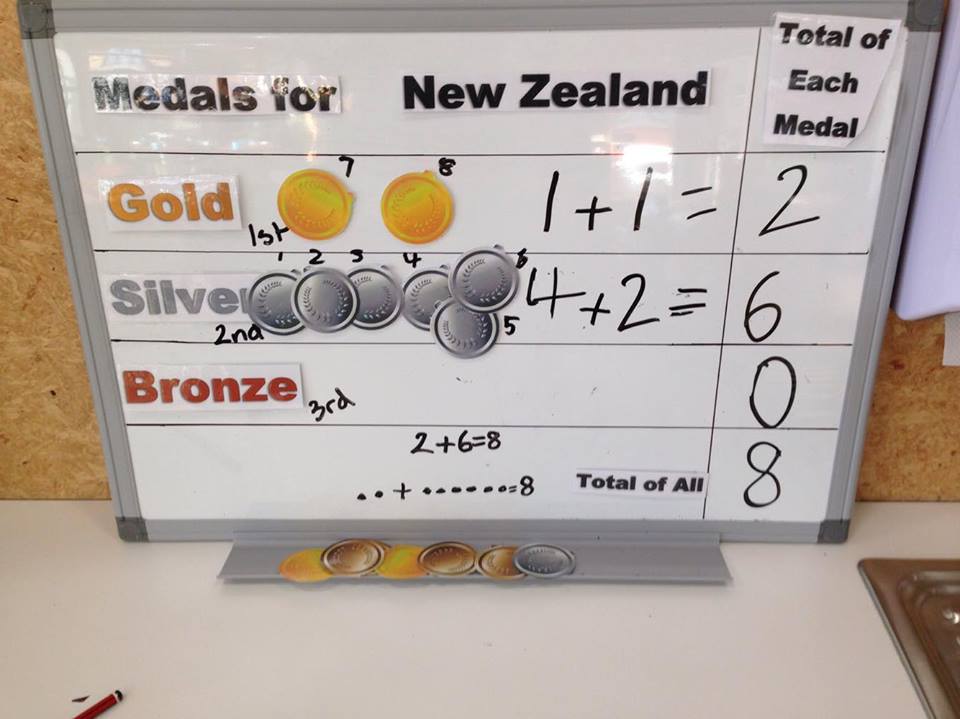 Medals for New Zealand
Total of
Each
Medal
7 8
Gold 1 + 1 = 2
1st
1 2 3 4 6
Silver 4 + 2 = 6
2nd 5
Bronze 0
3rd
2+6=8
..+......=8 Total of All 8